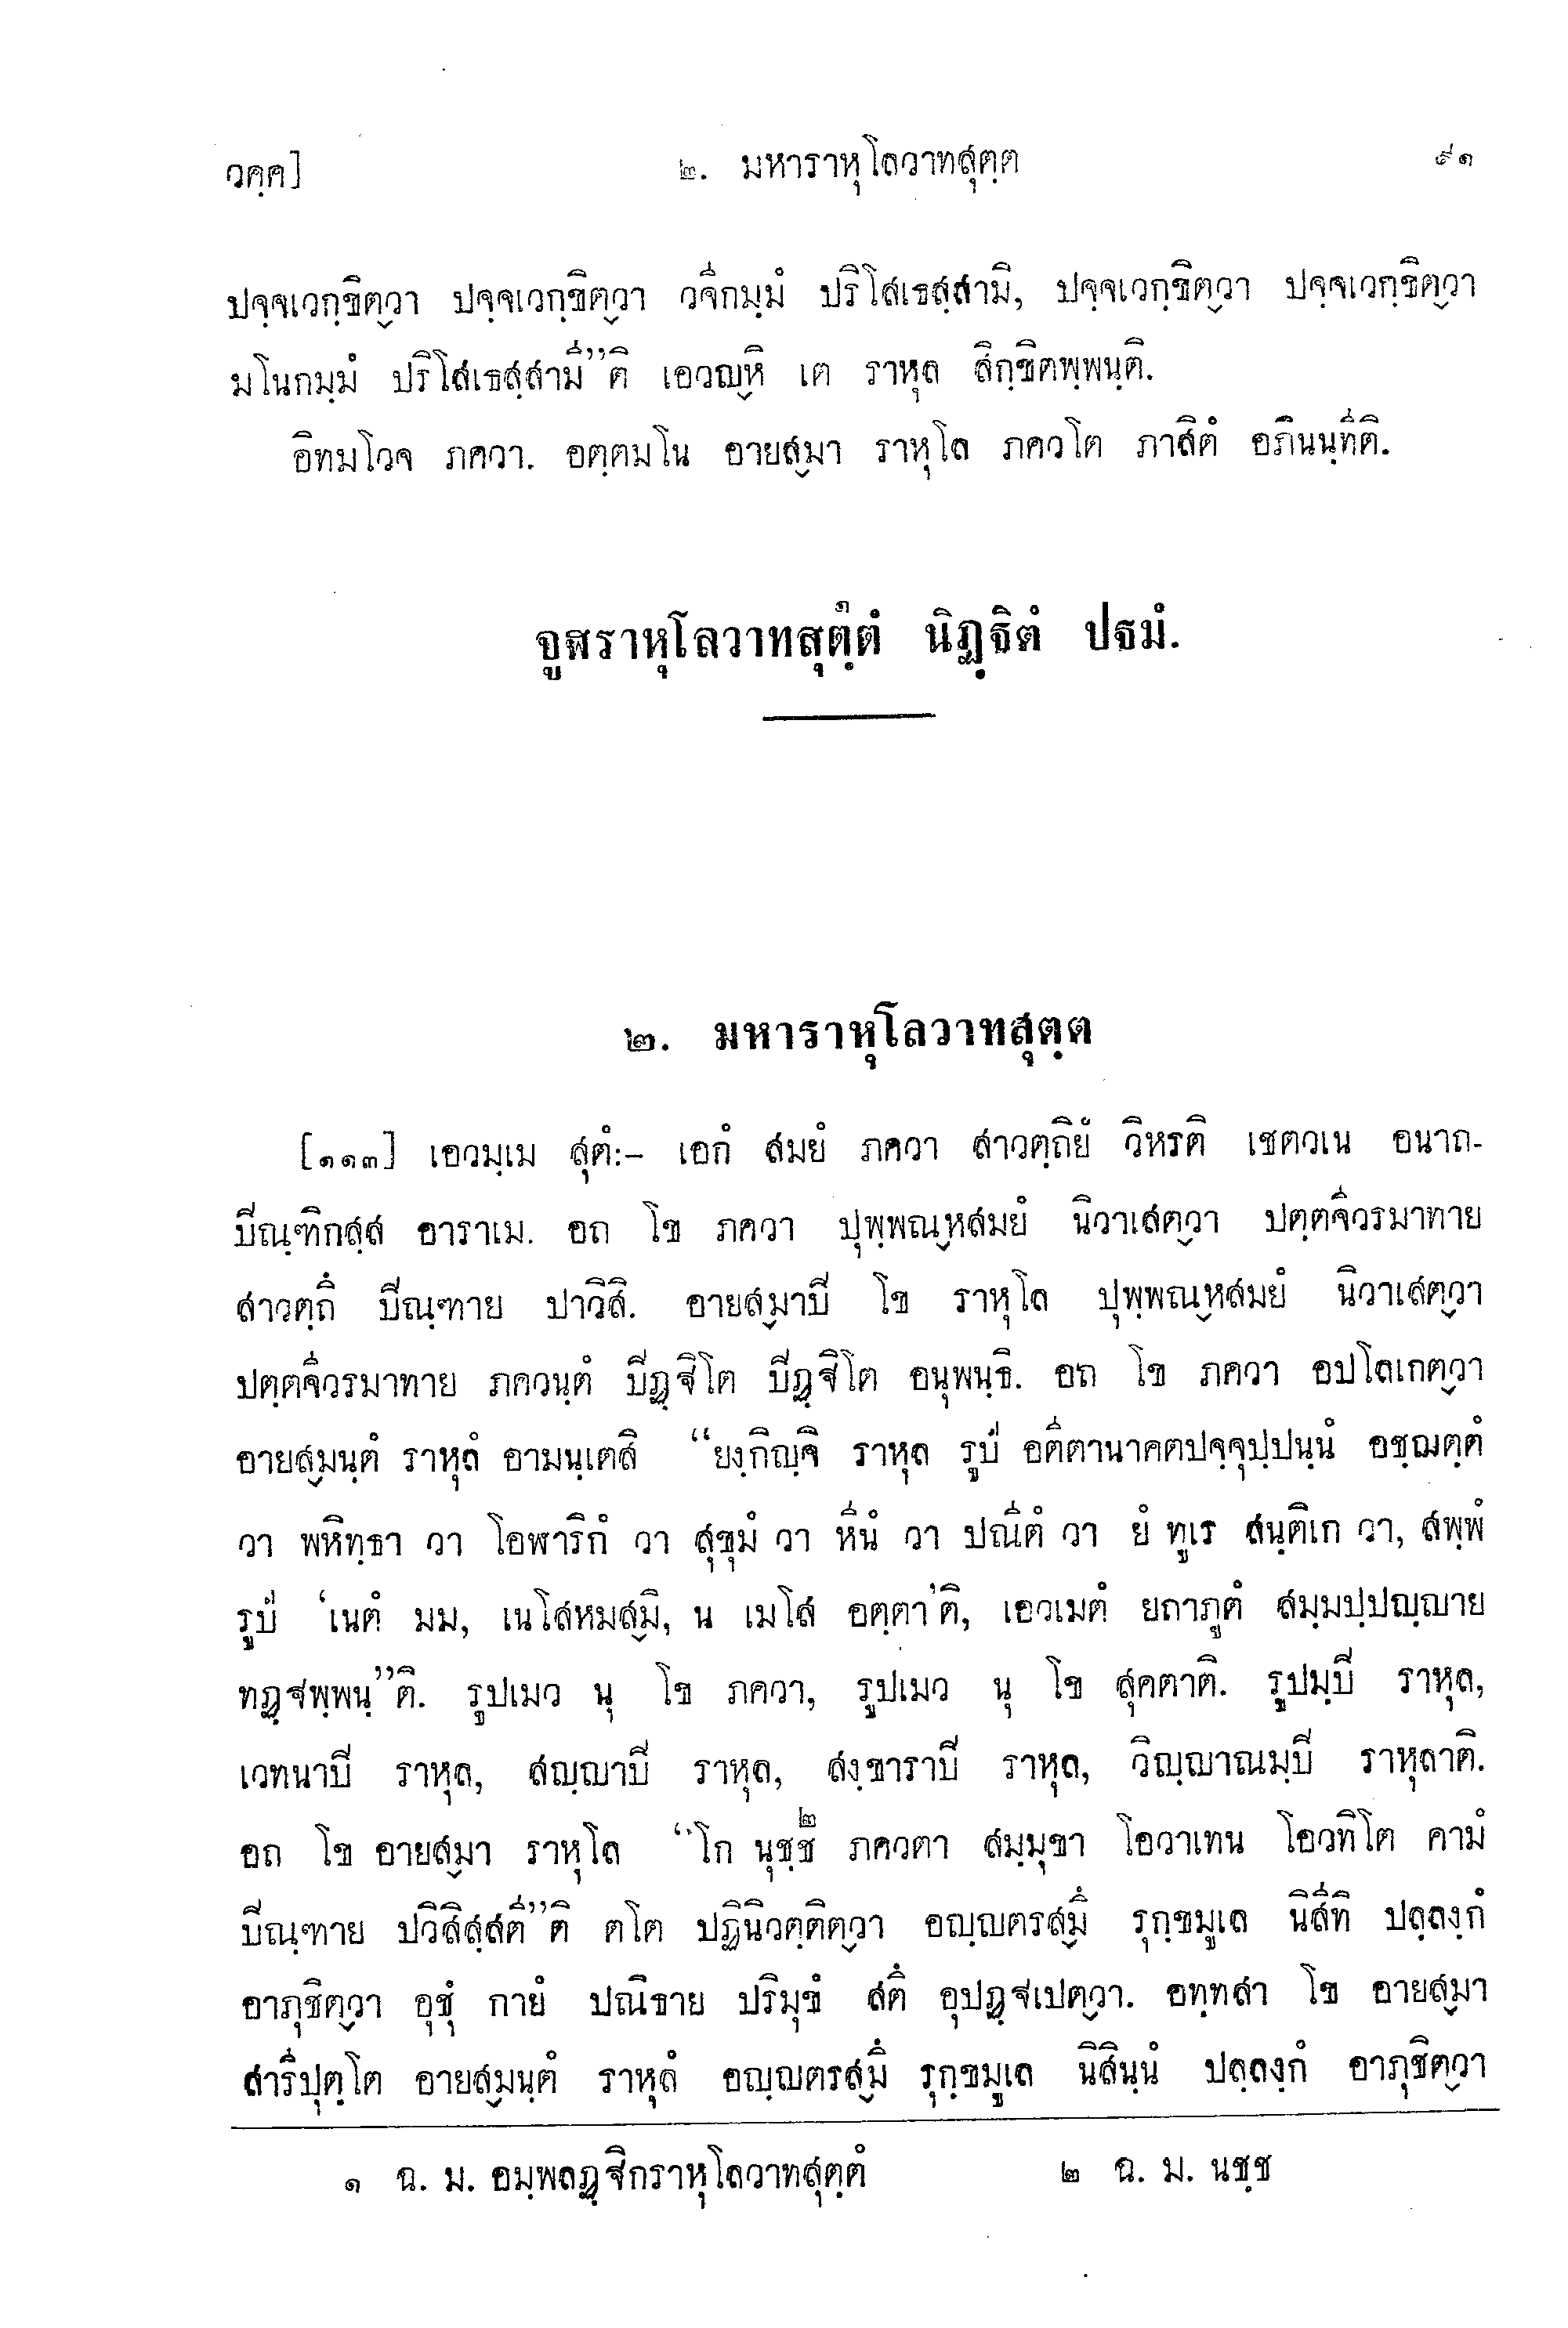 วคฺค] ๒. มหาราหุโลวาทสุตฺต ๙๑
ปจฺจเวกฺขิตฺวา ปจฺจเวกฺขิตฺวา วจีกมฺมํ ปริโสเธสฺสามิ, ปจฺจเวกฺขิตฺวา ปจฺจเวกฺขิตฺวา
มโนกมฺมํ ปริโสเธสฺสามี”ติ เอวญฺหิ เต ราหุล สิกฺขิตพฺพนฺติ.
อิทมโวจ ภควา. อตฺตมโน อายสฺมา ราหุโล ภควโต ภาสิตํ อภินนฺทีติ.
จูฬราหุโลวาทสุตฺตํ๑ นิฏฺฐิตํ ปฐมํ.
๒. มหาราหุโลวาทสุตฺต
[๑๑๓] เอวมฺเม สุตํ:– เอกํ สมยํ ภควา สาวตฺถิยํ วิหรติ เชตวเน อนาถ-
ปิณฺฑิกสฺส อาราเม. อถ โข ภควา ปุพฺพณฺหสมยํ นิวาเสตฺวา ปตฺตจีวรมาทาย
สาวตฺถึ ปิณฺฑาย ปาวิสิ. อายสฺมาปิ โข ราหุโล ปุพฺพณฺหสมยํ นิวาเสตฺวา
ปตฺตจีวรมาทาย ภควนฺตํ ปิฏฺฐิโต ปิฏฺฐิโต อนุพนฺธิ. อถ โข ภควา อปโลเกตฺวา
อายสฺมนฺตํ ราหุลํ อามนฺเตสิ “ยงฺกิญฺจิ ราหุล รูปํ อตีตานาคตปจฺจุปฺปนฺนํ อชฺฌตฺตํ
วา พหิทฺธา วา โอฬาริกํ วา สุขุมํ วา หีนํ วา ปณีตํ วา ยํ ทูเร สนฺติเก วา, สพฺพํ
รูปํ ‘เนตํ มม, เนโสหมสฺมิ, น เมโส อตฺตา’ติ, เอวเมตํ ยถาภูตํ สมฺมปฺปญฺญาย
ทฏฺฐพฺพนฺ”ติ. รูปเมว นุ โข ภควา, รูปเมว นุ โข สุคตาติ. รูปมฺปิ ราหุล,
เวทนาปิ ราหุล, สญฺญาปิ ราหุล, สงฺขาราปิ ราหุล, วิญฺญาณมฺปิ ราหุลาติ.
อถ โข อายสฺมา ราหุโล “โก นุชฺช๒ ภควตา สมฺมุขา โอวาเทน โอวทิโต คามํ
ปิณฺฑาย ปวิสิสฺสตี”ติ ตโต ปฏินิวตฺติตฺวา อญฺญตรสฺมึ รุกฺขมูเล นิสีทิ ปลฺลงฺกํ
อาภุชิตฺวา อุชุํ กายํ ปณิธาย ปริมุขํ สตึ อุปฏฺฐเปตฺวา. อทฺทสา โข อายสฺมา
สารีปุตฺโต อายสฺมนฺตํ ราหุลํ อญฺญตรสฺมึ รุกฺขมูเล นิสินฺนํ ปลฺลงฺกํ อาภุชิตฺวา
๑ ฉ. ม. อมฺพลฏฺฐิกราหุโลวาทสุตฺตํ ๒ ฉ. ม. นชฺช